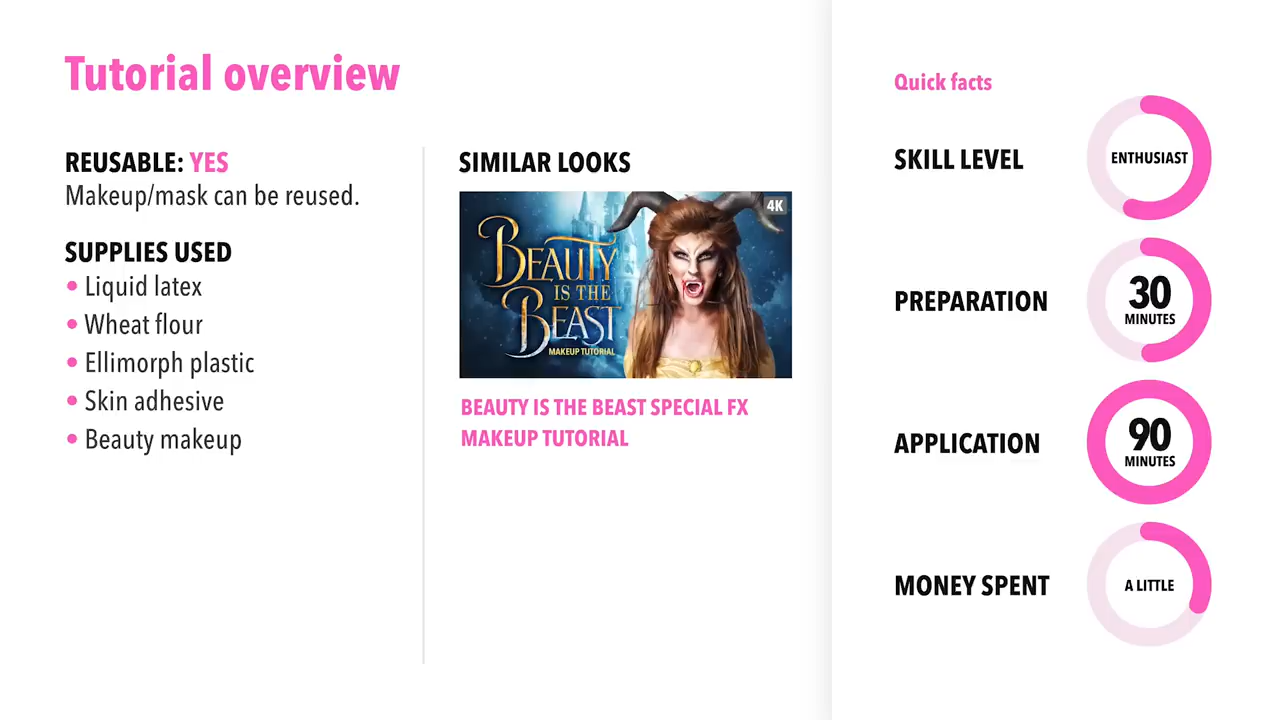 Tutorial overview
REUSABLE: YES
Makeup/mask can be reused.
SUPPLIES USED
• Liquid latex
• Wheat flour
• Ellimorph plastic
• Skin adhesive
• Beauty makeup
SIMILAR LOOKS
4K
BEAUTY
IS THE
BEAST
MAKEUP TUTORIAL
BEAUTY IS THE BEAST SPECIAL FX
MAKEUP TUTORIAL
Quick facts
SKILL LEVEL
ENTHUSIAST
PREPARATION
30
MINUTES
APPLICATION
90
MINUTES
MONEY SPENT
A LITTLE